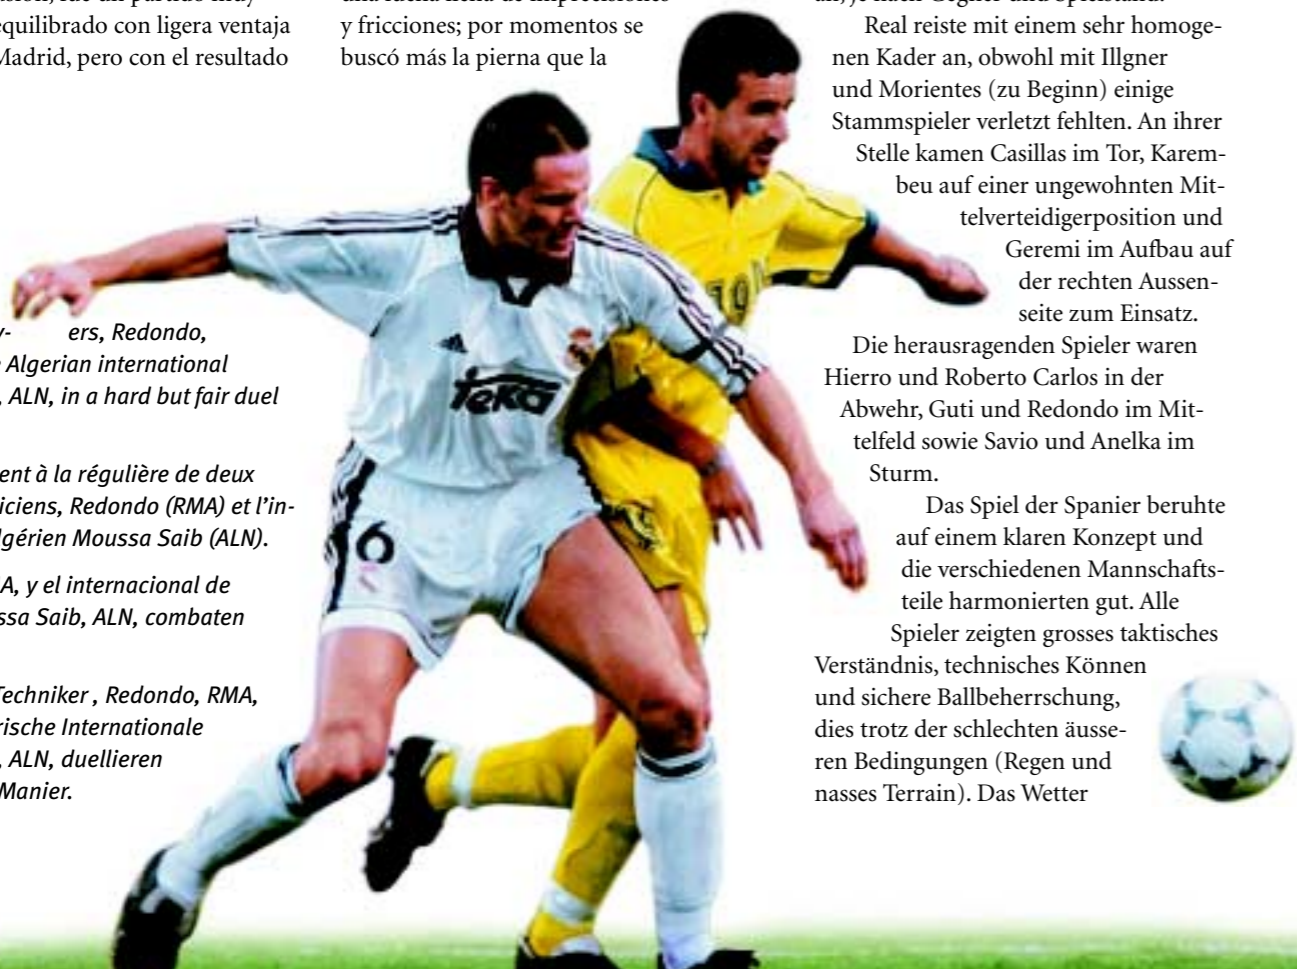 equilibrado con ligera ventaja
Madrid, pero con el resultado
y fricciones; por momentos se
buscó más la pierna que la
ers, Redondo,
Algerian international
, ALN, in a hard but fair duel
ent à la régulière de deux
iciens, Redondo (RMA) et l'in-
lgérien Moussa Saib (ALN).
A, y el internacional de
ssa Saib, ALN, combaten
Techniker , Redondo, RMA,
rische Internationale
, ALN, duellieren
Manier.
teka
6
19
Real reiste mit einem sehr homoge-
nen Kader an, obwohl mit Illgner
und Morientes (zu Beginn) einige
Stammspieler verletzt fehlten. An ihrer
Stelle kamen Casillas im Tor, Karem-
beu auf einer ungewohnten Mit-
telverteidigerposition und
Geremi im Aufbau auf
der rechten Aussen-
seite zum Einsatz.
Die herausragenden Spieler waren
Hierro und Roberto Carlos in der
Abwehr, Guti und Redondo im Mit-
telfeld sowie Savio und Anelka im
Sturm.
Das Spiel der Spanier beruhte
auf einem klaren Konzept und
die verschiedenen Mannschafts-
teile harmonierten gut. Alle
Spieler zeigten grosses taktisches
Verständnis, technisches Können
und sichere Ballbeherrschung,
dies trotz der schlechten äusse-
ren Bedingungen (Regen und
nasses Terrain). Das Wetter